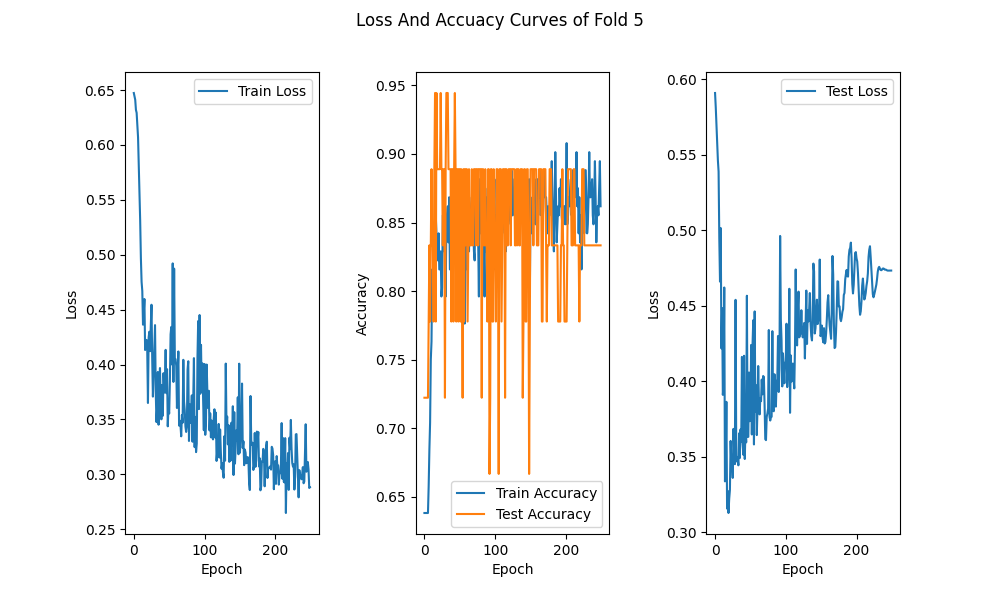 Loss And Accuacy Curves of Fold 5
Train Loss
0.65
0.60
0.55
0.50
0.45
0.40
0.35
0.30
0.25
Loss
0 100 200
Epoch
0.95
0.90
0.85
0.80
0.75
0.70
0.65
Accuracy
Train Accuracy
Test Accuracy
0 100 200
Epoch
Test Loss
0.60
0.55
0.50
0.45
0.40
0.35
0.30
Loss
0 100 200
Epoch